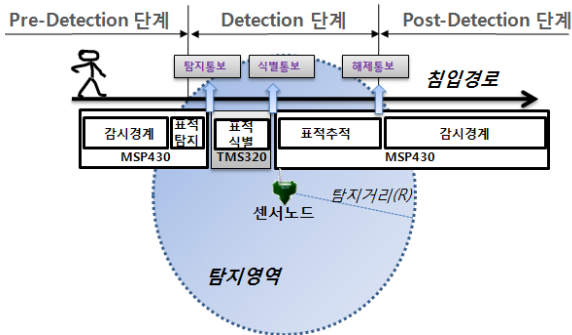 Pre-Detection 단계 Detection 단계 Post-Detection 단계
탐지통보 식별통보 해제통보
침입경로
감시경계 표적 탐지 표적 식별 표적추적 감시경계
MSP430 TMS320 MSP430
탐지거리(R)
센서노드
탐지영역